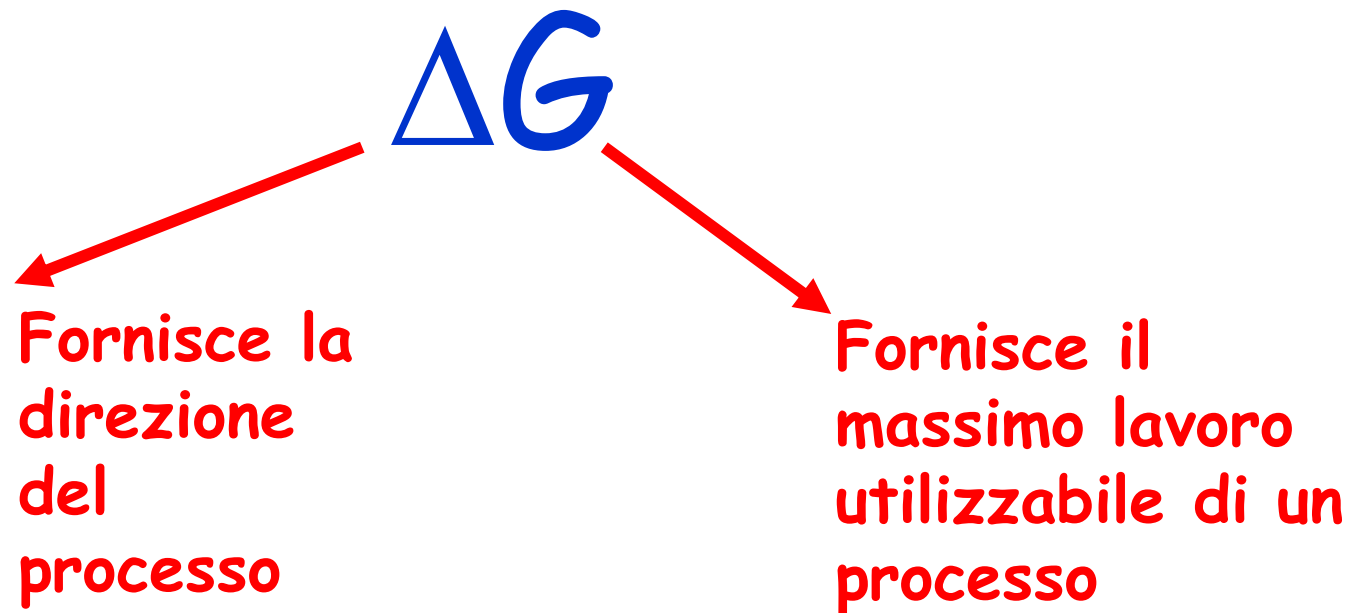 ΔG
Fornisce la
direzione
del
processo
Fornisce il
massimo lavoro
utilizzabile di un
processo